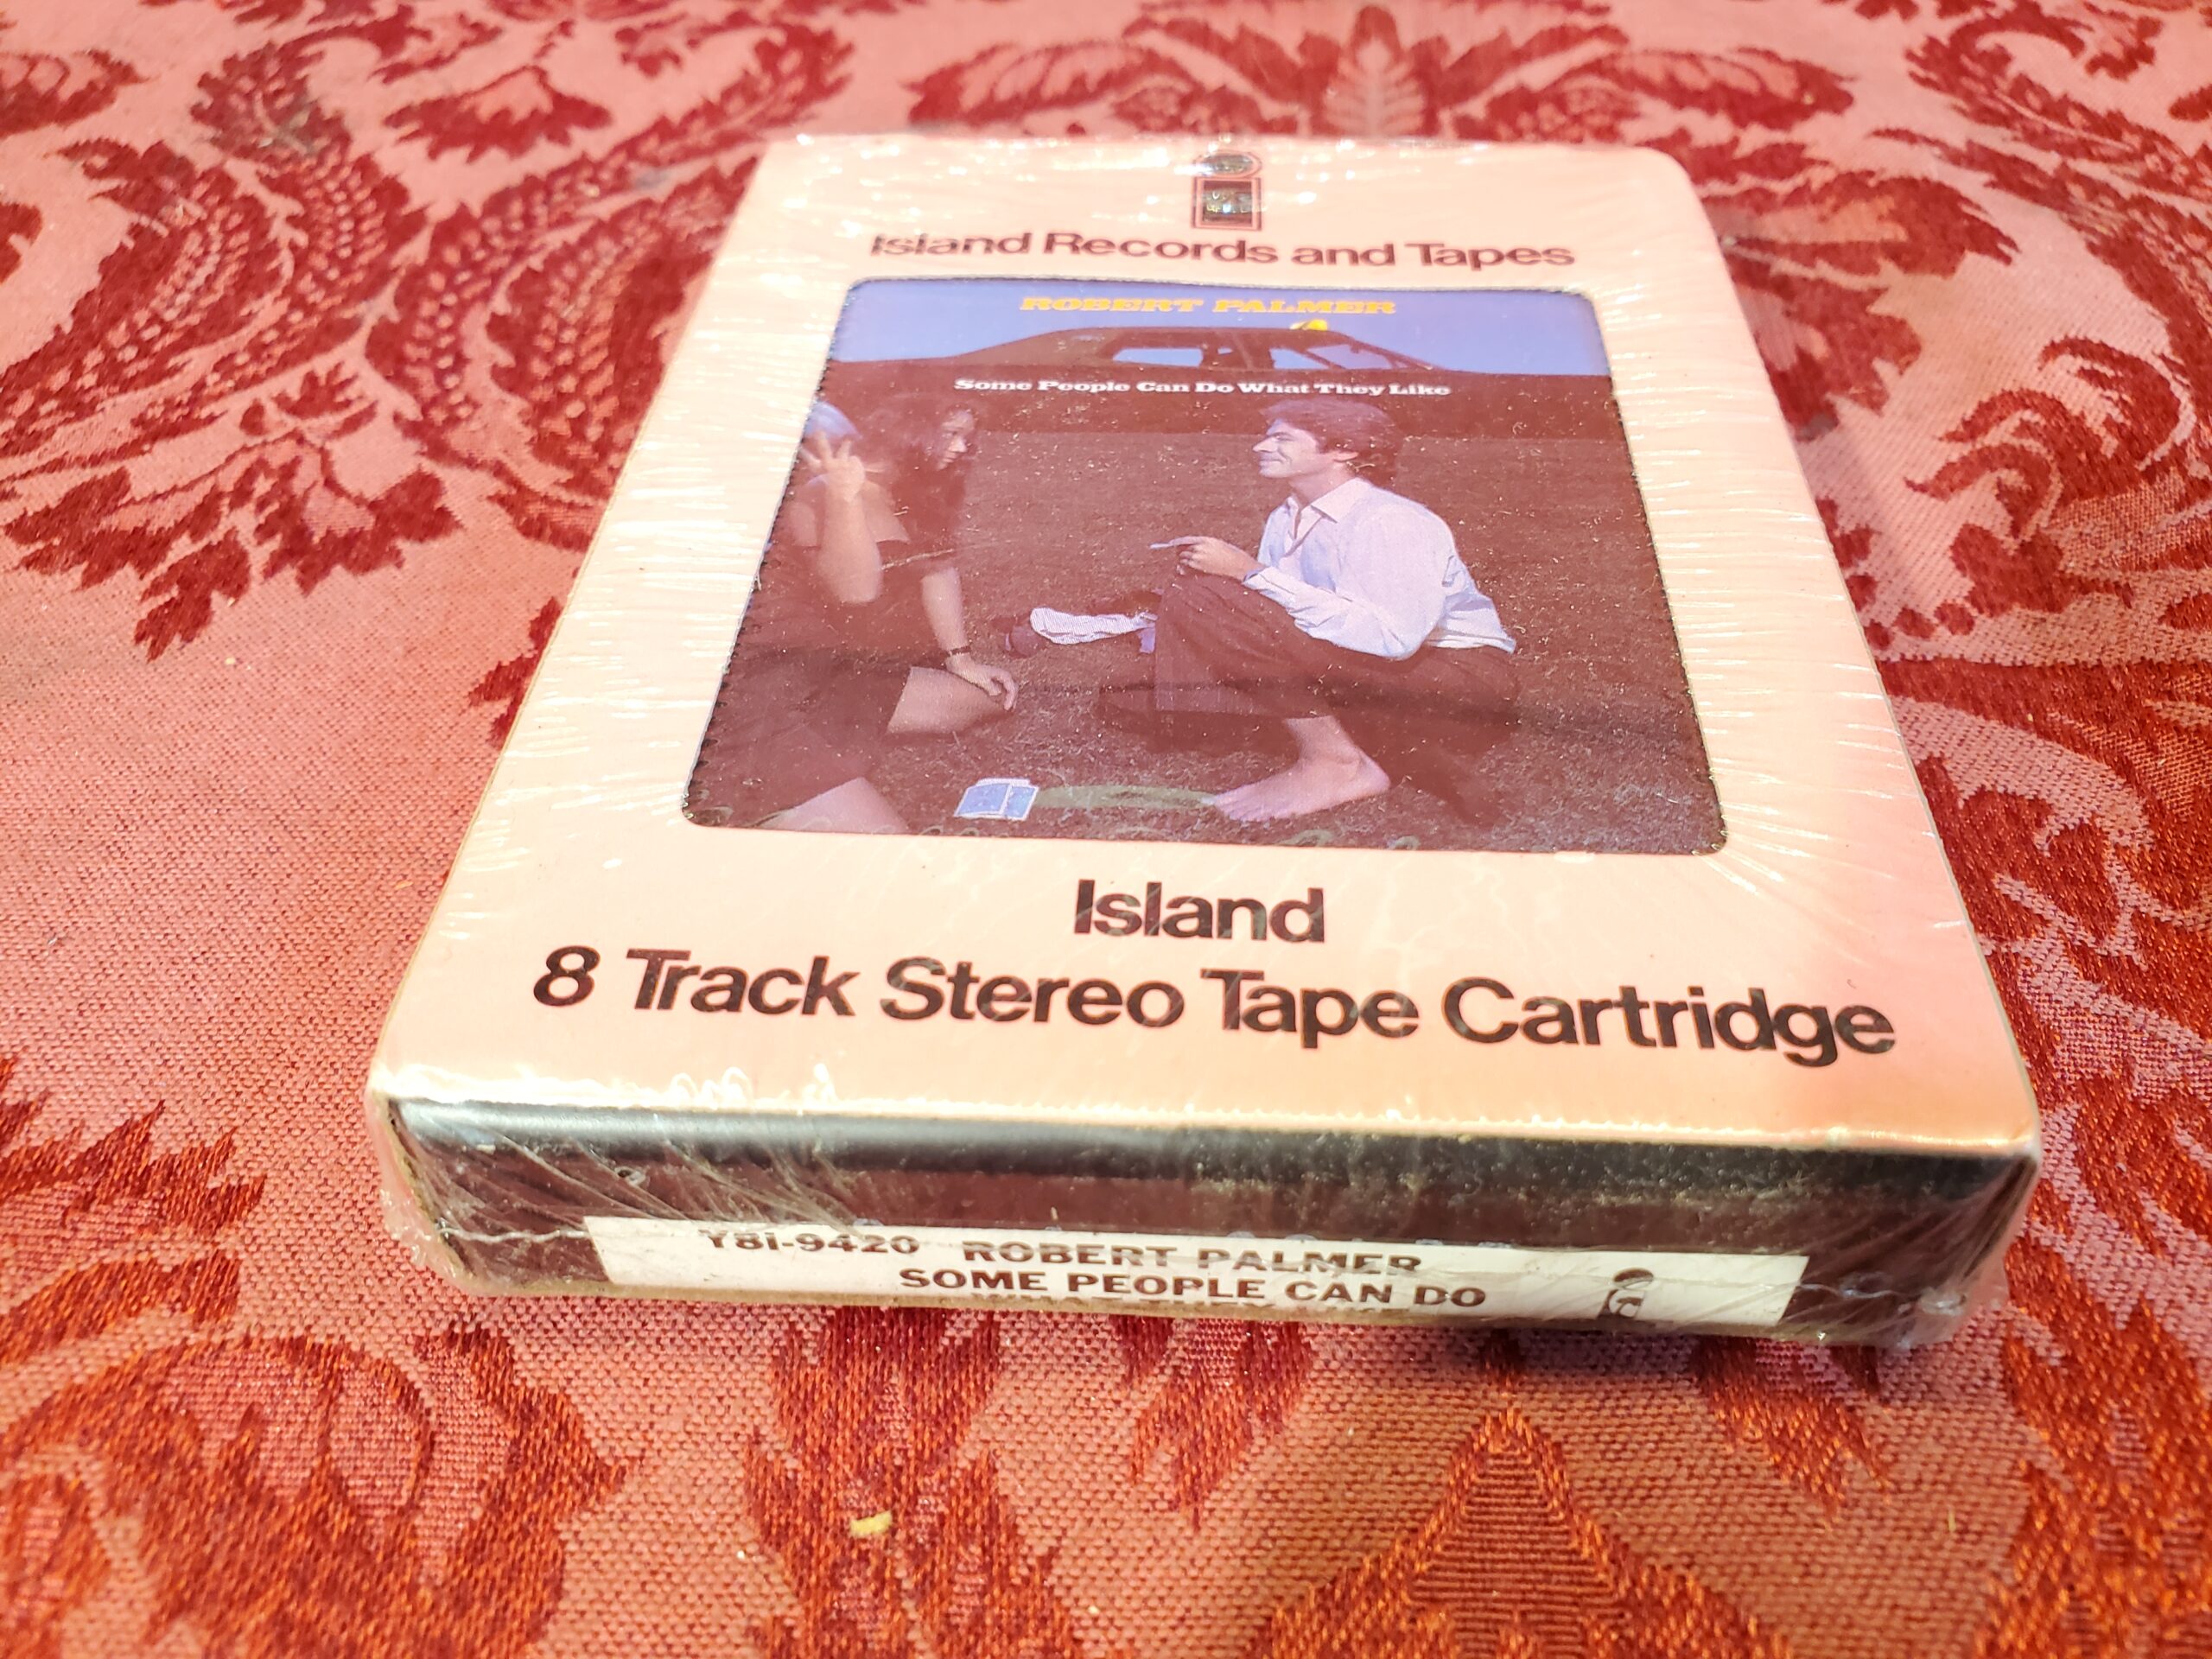 Island Records and Tapes
ROBERT PALMER
Some People Can Do What They Like
Island
8 Track Stereo Tape Cartridge
Y8I-9420 ROBERT PALMER
SOME PEOPLE CAN DO